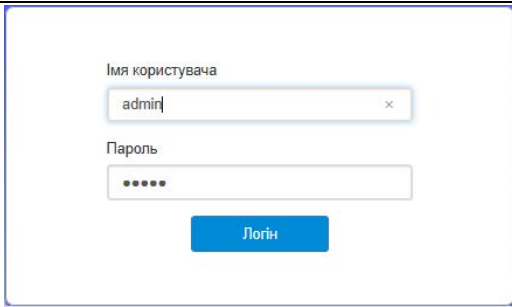 Імя користувача
admin
×
Пароль
•••••
Логін